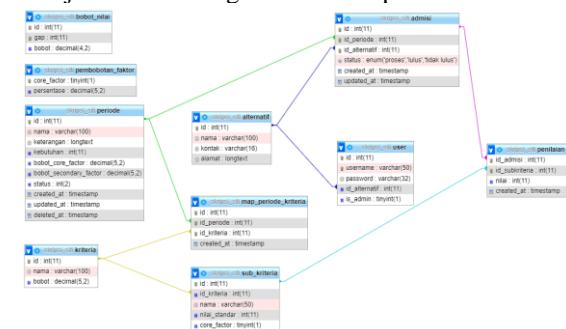 bobot_nilai
id : int(11)
gap : int(11)
bobot : decimal(4,2)
pembobotan_faktor
core_factor : tinyint(1)
persentase : decimal(5,2)
periode
id : int(11)
nama : varchar(100)
keterangan : longtext
kebutuhan : int(11)
bobot_core_factor : decimal(5,2)
bobot_secondary_factor : decimal(5,2)
status : int(2)
created_at : timestamp
updated_at : timestamp
deleted_at : timestamp
kriteria
id : int(11)
nama : varchar(100)
bobot : decimal(5,2)
alternatif
id : int(11)
nama : varchar(100)
kontak : varchar(16)
alamat : longtext
map_periode_kriteria
id : int(11)
id_periode : int(11)
id_kriteria : int(11)
created_at : timestamp
sub_kriteria
id : int(11)
id_kriteria : int(11)
nama : varchar(50)
nilai_standar : int(11)
core_factor : tinyint(1)
admisi
id : int(11)
id_periode : int(11)
id_alternatif : int(11)
status : enum('proses','lulus','tidak lulus')
created_at : timestamp
updated_at : timestamp
user
id : int(11)
username : varchar(50)
password : varchar(32)
id_alternatif : int(11)
is_admin : tinyint(1)
penilaian
id_admisi : int(11)
id_subkriteria : int(11)
nilai : int(11)
created_at : timestamp